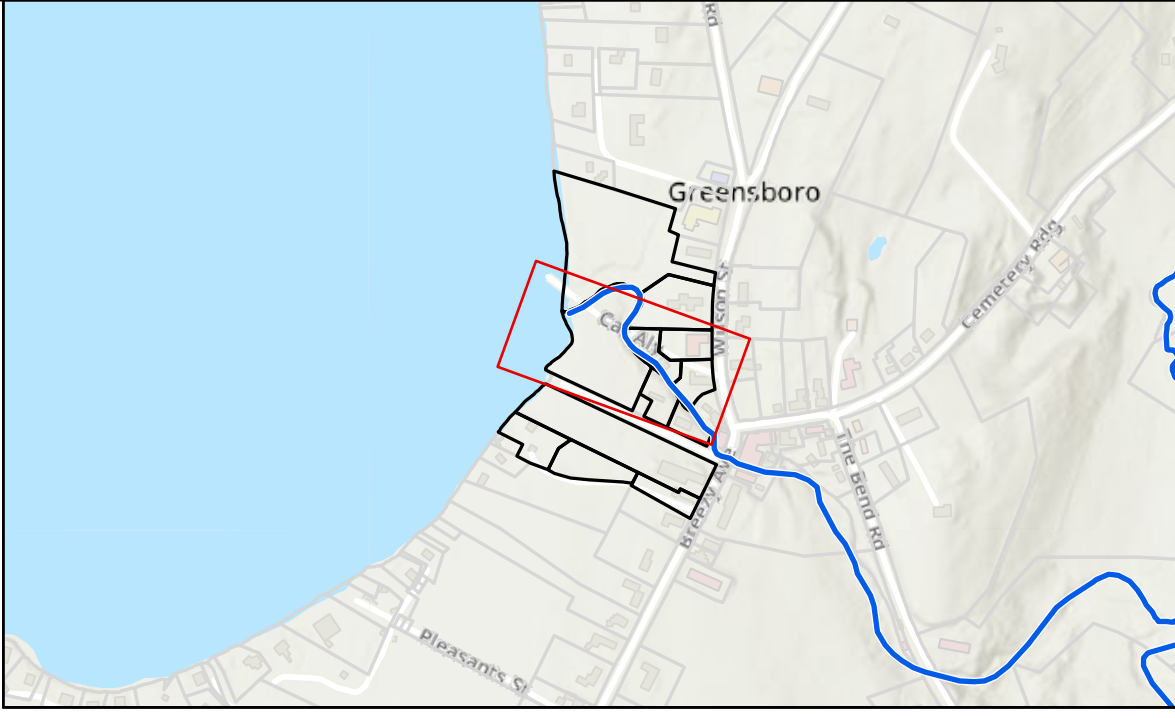 Rd
Greensboro
Wilson St
Cemetery Rdg
Breezy Ave
The Bend Rd
Pleasants St